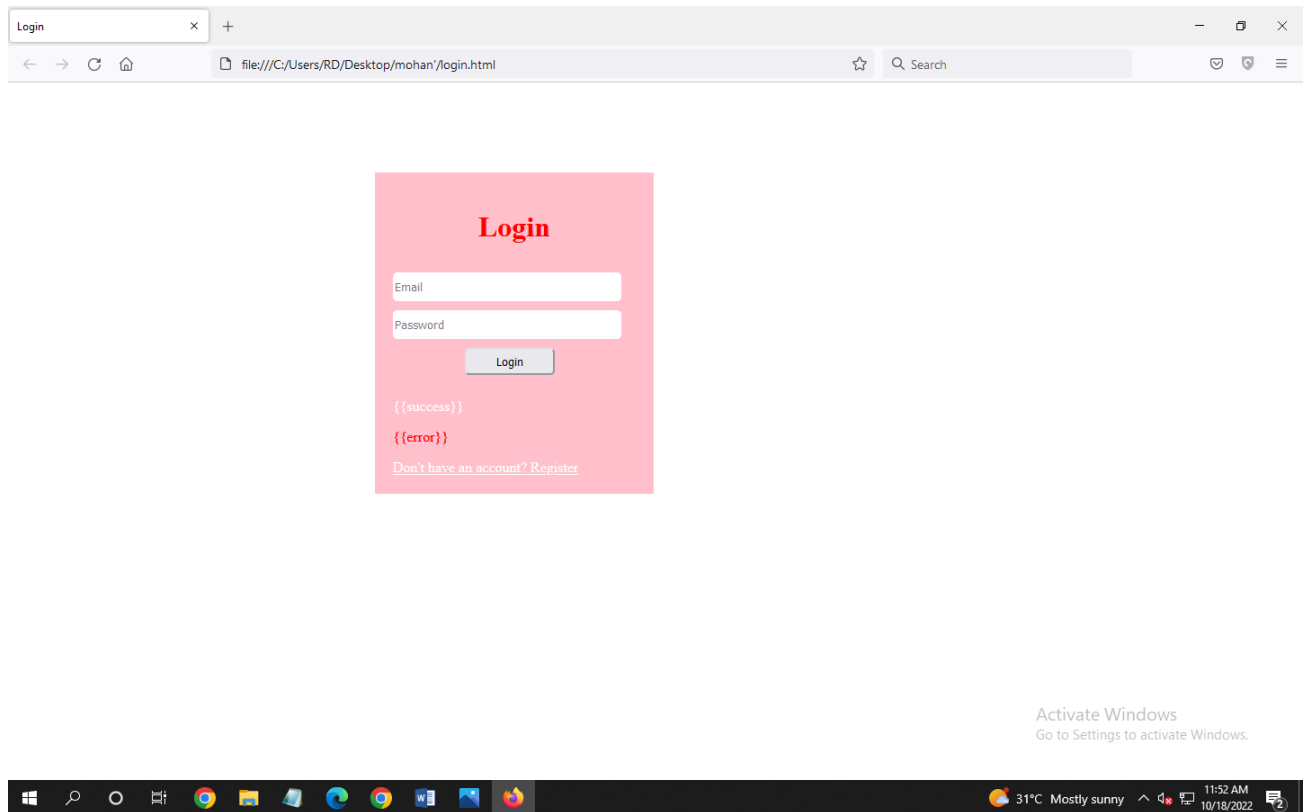 Login
file:///C:/Users/RD/Desktop/mohan'/login.html
Search
Login
Email
Password
Login
{{success}}
{{error}}
Don't have an account? Register
Activate Windows
Go to Settings to activate Windows.
31°C Mostly sunny
11:52 AM
10/18/2022
2